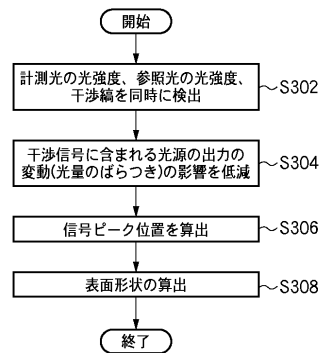 開始
計測光の光強度、参照光の光強度、
干渉縞を同時に検出
S302
干渉信号に含まれる光源の出力の
変動(光量のばらつき)の影響を低減
S304
信号ピーク位置を算出
S306
表面形状の算出
S308
終了